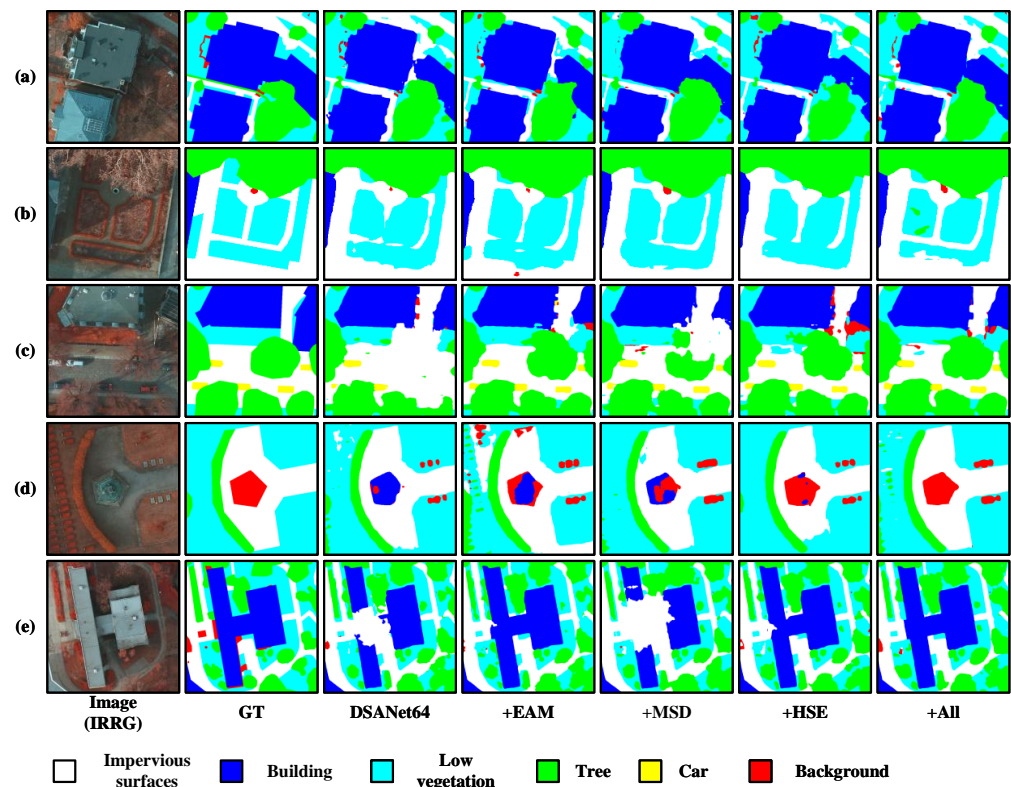 (a)
(b)
(c)
(d)
(e)
Image
(IRRG)
GT
DSANet64
+EAM
+MSD
+HSE
+All
Impervious
surfaces
Building
Low
vegetation
Tree
Car
Background